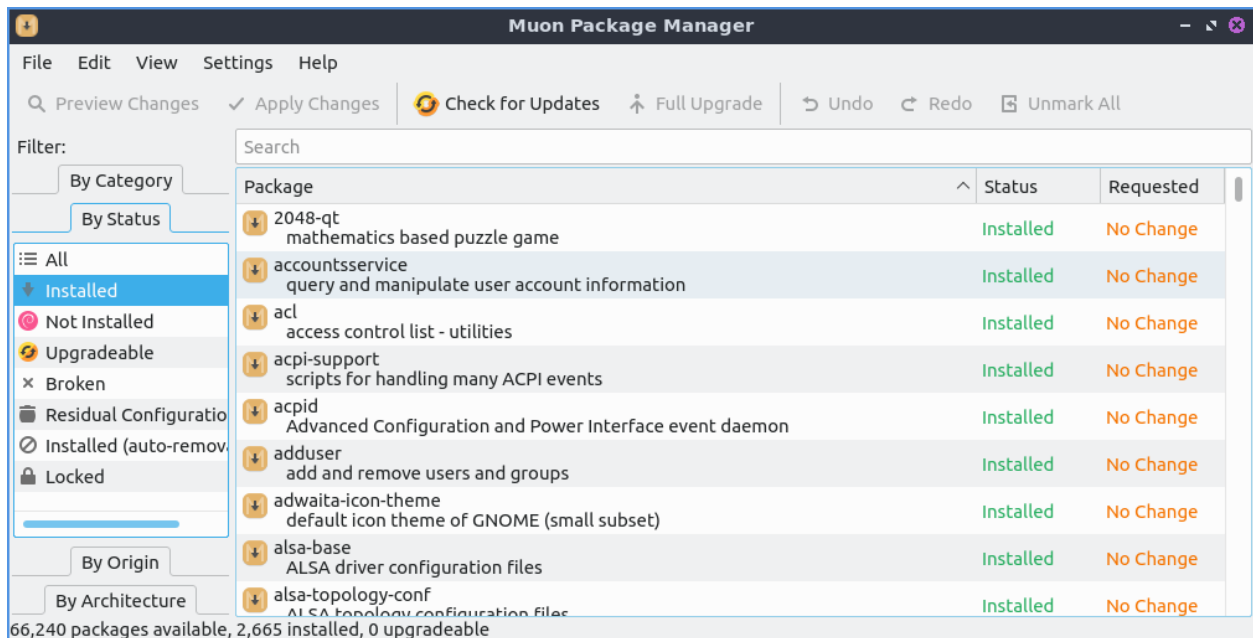 Muon Package Manager
File Edit View Settings Help
Preview Changes Apply Changes Check for Updates Full Upgrade Undo Redo Unmark All
Filter:
Search
By Category
By Status
All
Installed
Not Installed
Upgradeable
Broken
Residual Configuratio
Installed (auto-remov
Locked
By Origin
By Architecture
Package Status Requested
2048-qt
mathematics based puzzle game
Installed No Change
accountsservice
query and manipulate user account information
Installed No Change
acl
access control list - utilities
Installed No Change
acpi-support
scripts for handling many ACPI events
Installed No Change
acpid
Advanced Configuration and Power Interface event daemon
Installed No Change
adduser
add and remove users and groups
Installed No Change
adwaita-icon-theme
default icon theme of GNOME (small subset)
Installed No Change
alsa-base
ALSA driver configuration files
Installed No Change
alsa-topology-conf
ALSA topology configuration files
Installed No Change
66,240 packages available, 2,665 installed, 0 upgradeable